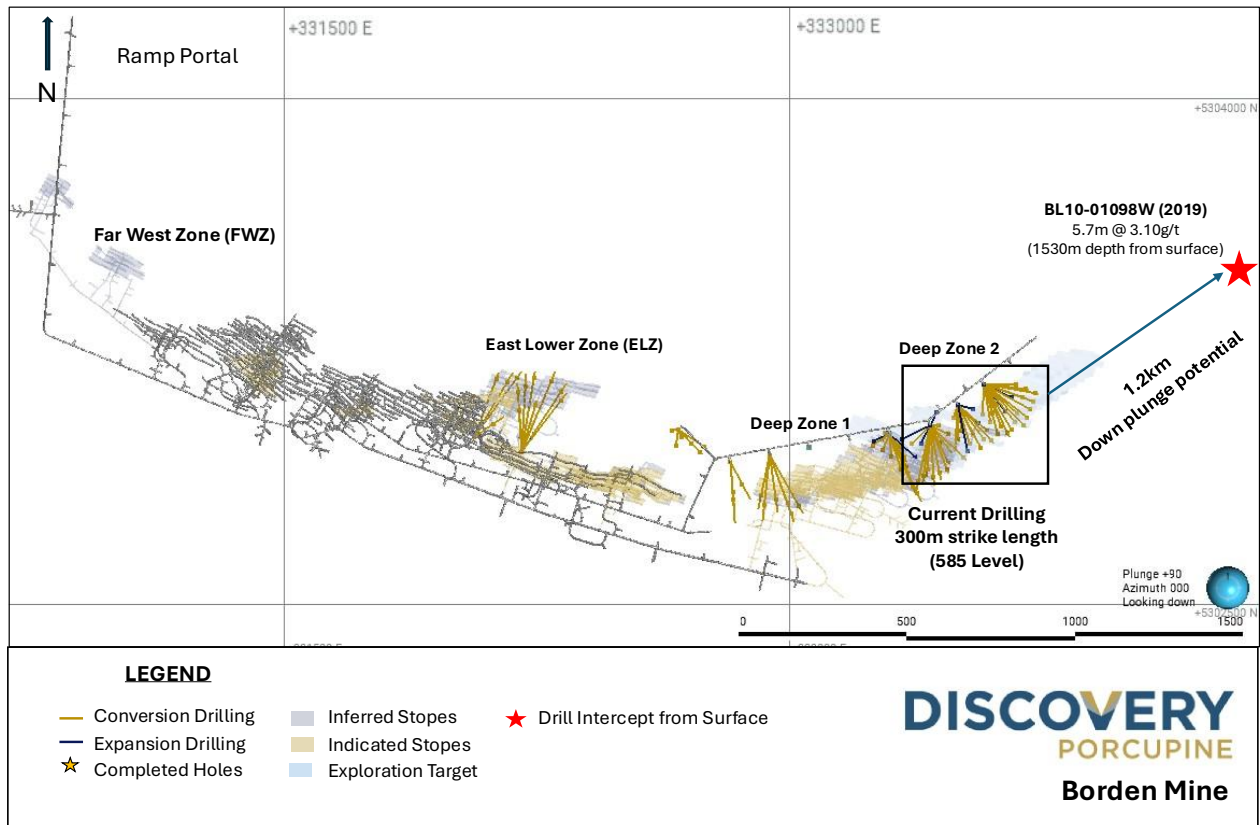 +331500 E
+333000 E
Ramp Portal
N
+5304000 N
BL10-01098W (2019)
5.7m @ 3.10g/t
(1530m depth from surface)
Far West Zone (FWZ)
East Lower Zone (ELZ)
Deep Zone 2
1.2km
Down plunge potential
Deep Zone 1
Current Drilling
300m strike length
(585 Level)
Plunge +90
Azimuth 000
Looking down
+5302500 N
0 500 1000 1500
LEGEND
Conversion Drilling
Expansion Drilling
Completed Holes
Inferred Stopes
Indicated Stopes
Exploration Target
Drill Intercept from Surface
DISCOVERY
PORCUPINE
Borden Mine